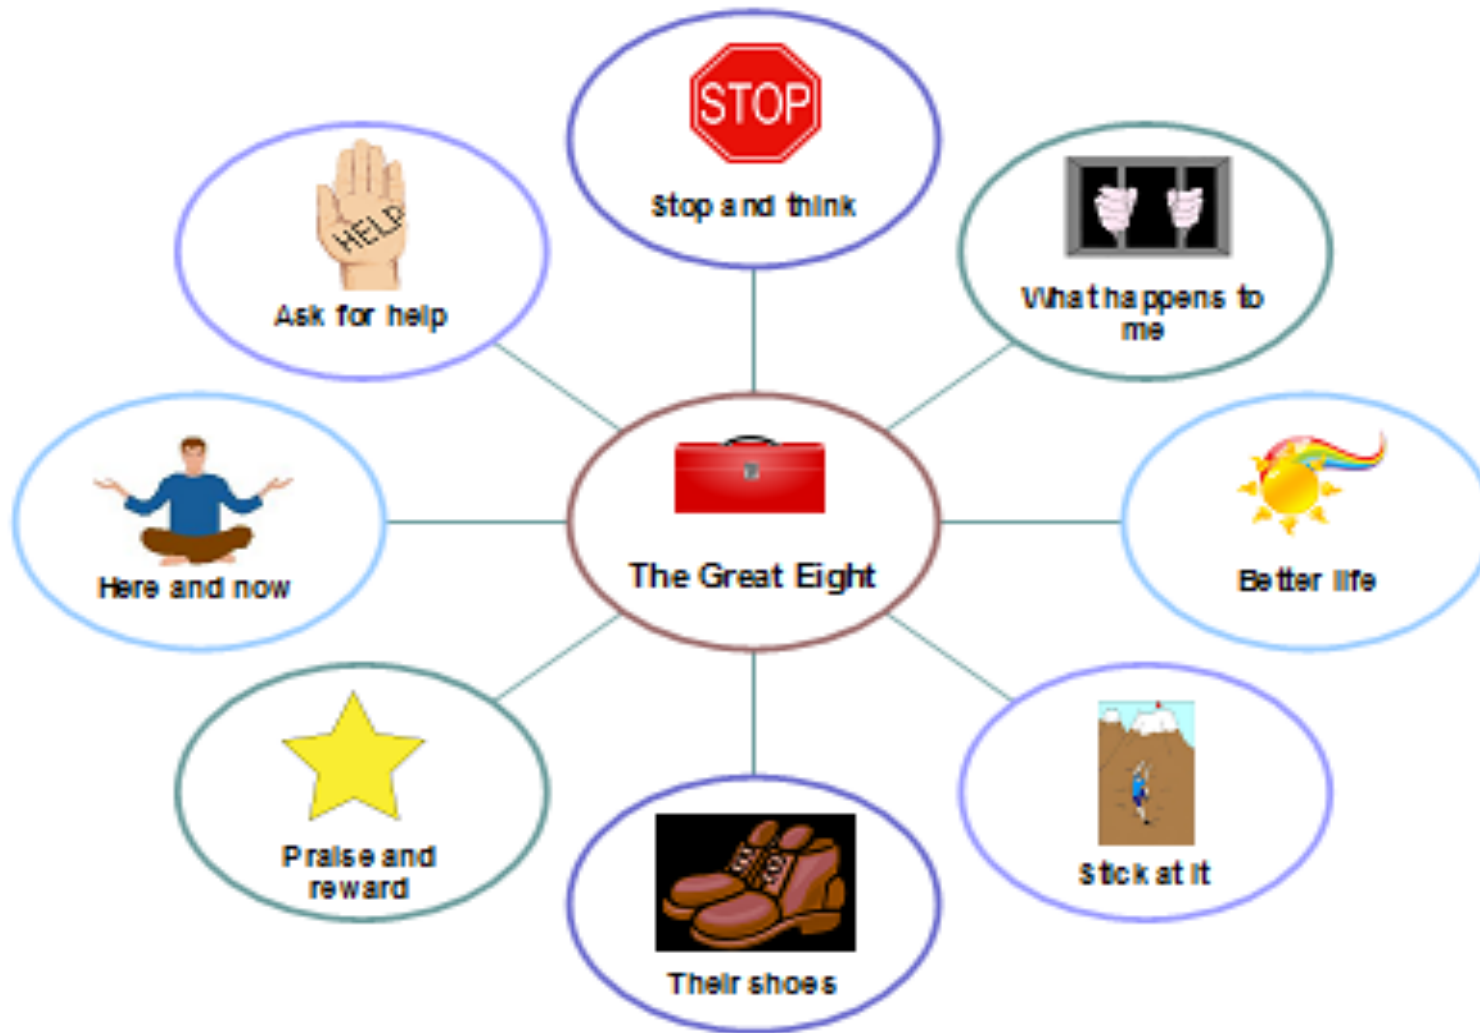 STOP
Stop and think
HELP
Ask for help
What happens to
me
Here and now
The Great Eight
Better life
Praise and
reward
Stick at it
Their shoes